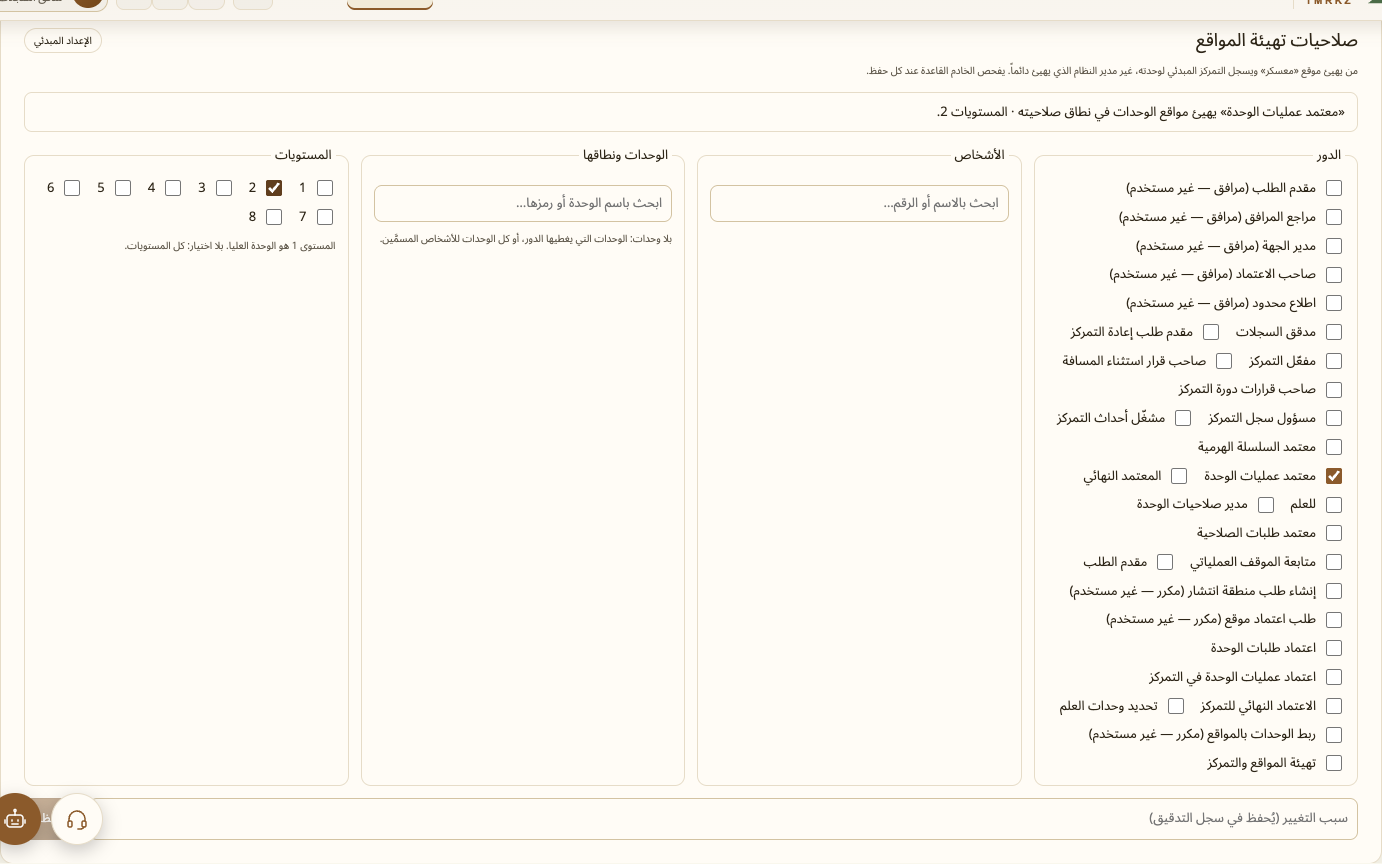 TMRKZ
صلاحيات تهيئة المواقع
الإعداد المبدئي
من يهيئ موقع «معسكر» ويسجل التمركز المبدئي لوحدته، غير مدير النظام الذي يهيئ دائماً. يفحص الخادم القاعدة عند كل حفظ.
«معتمد عمليات الوحدة» يهيئ مواقع الوحدات في نطاق صلاحيته · المستويات 2.
الدور
مقدم الطلب (مرافق — غير مستخدم)
مراجع المرافق (مرافق — غير مستخدم)
مدير الجهة (مرافق — غير مستخدم)
صاحب الاعتماد (مرافق — غير مستخدم)
اطلاع محدود (مرافق — غير مستخدم)
مدقق السجلات مقدم طلب إعادة التمركز
مفعّل التمركز صاحب قرار استثناء المسافة
صاحب قرارات دورة التمركز
مسؤول سجل التمركز مشغّل أحداث التمركز
معتمد السلسلة الهرمية
معتمد عمليات الوحدة المعتمد النهائي
للعلم مدير صلاحيات الوحدة
معتمد طلبات الصلاحية
متابعة الموقف العملياتي مقدم الطلب
إنشاء طلب منطقة انتشار (مكرر — غير مستخدم)
طلب اعتماد موقع (مكرر — غير مستخدم)
اعتماد طلبات الوحدة
اعتماد عمليات الوحدة في التمركز
الاعتماد النهائي للتمركز تحديد وحدات العلم
ربط الوحدات بالمواقع (مكرر — غير مستخدم)
تهيئة المواقع والتمركز
الأشخاص
ابحث بالاسم أو الرقم...
الوحدات ونطاقها
ابحث باسم الوحدة أو رمزها...
بلا وحدات: الوحدات التي يغطيها الدور، أو كل الوحدات للأشخاص المسمَّين.
المستويات
1 2 3 4 5 6
7 8
المستوى 1 هو الوحدة العليا. بلا اختيار: كل المستويات.
سبب التغيير (يُحفظ في سجل التدقيق)